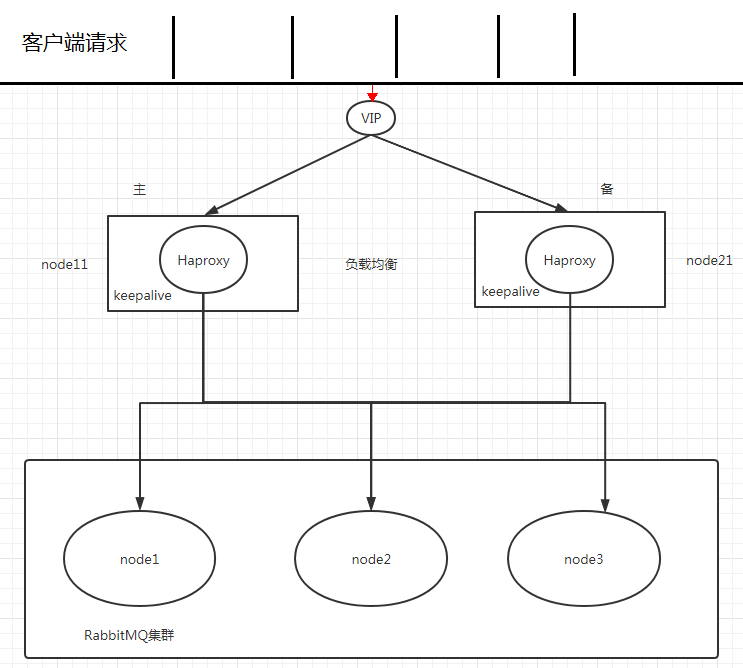 客户端请求
VIP
主
备
node11
Haproxy
keepalive
负载均衡
Haproxy
keepalive
node21
node1
node2
node3
RabbitMQ集群